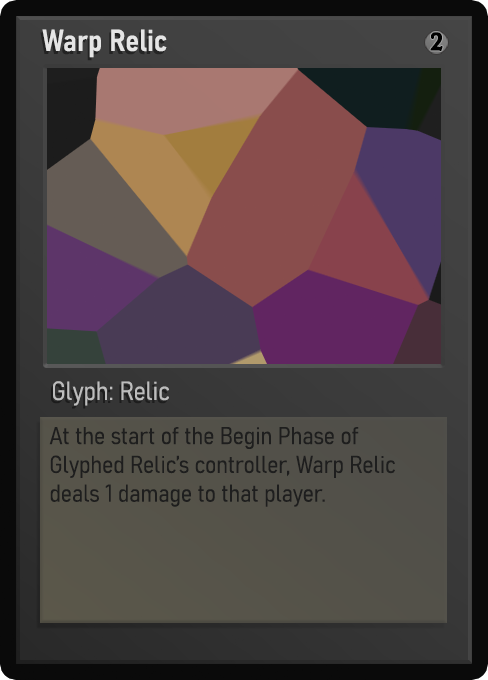 Warp Relic
2
Glyph: Relic
At the start of the Begin Phase of
Glyphed Relic's controller, Warp Relic
deals 1 damage to that player.